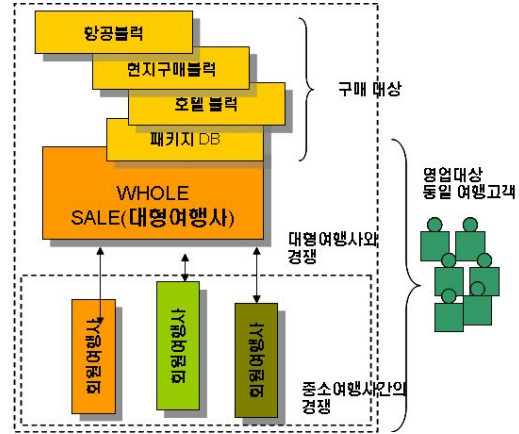 항공블럭
현지구매블럭
호텔 블럭
패키지 DB
구매 대상
WHOLE
SALE(대형여행사)
영업대상
동일 여행고객
대형여행사와
경쟁
회원여행사
회원여행사
회원여행사
중소여행사간의
경쟁